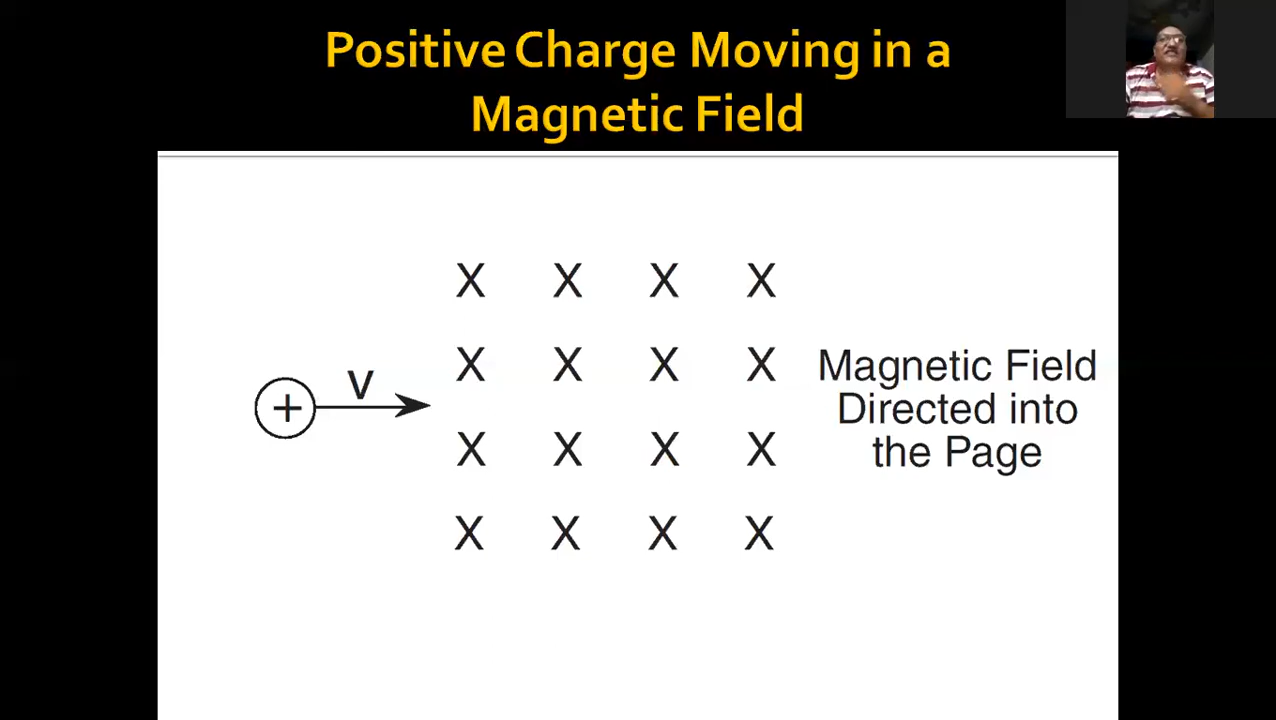 Positive Charge Moving in a
Magnetic Field
X X X X
X X X X
V
+
Magnetic Field
Directed into
the Page
X X X X
X X X X